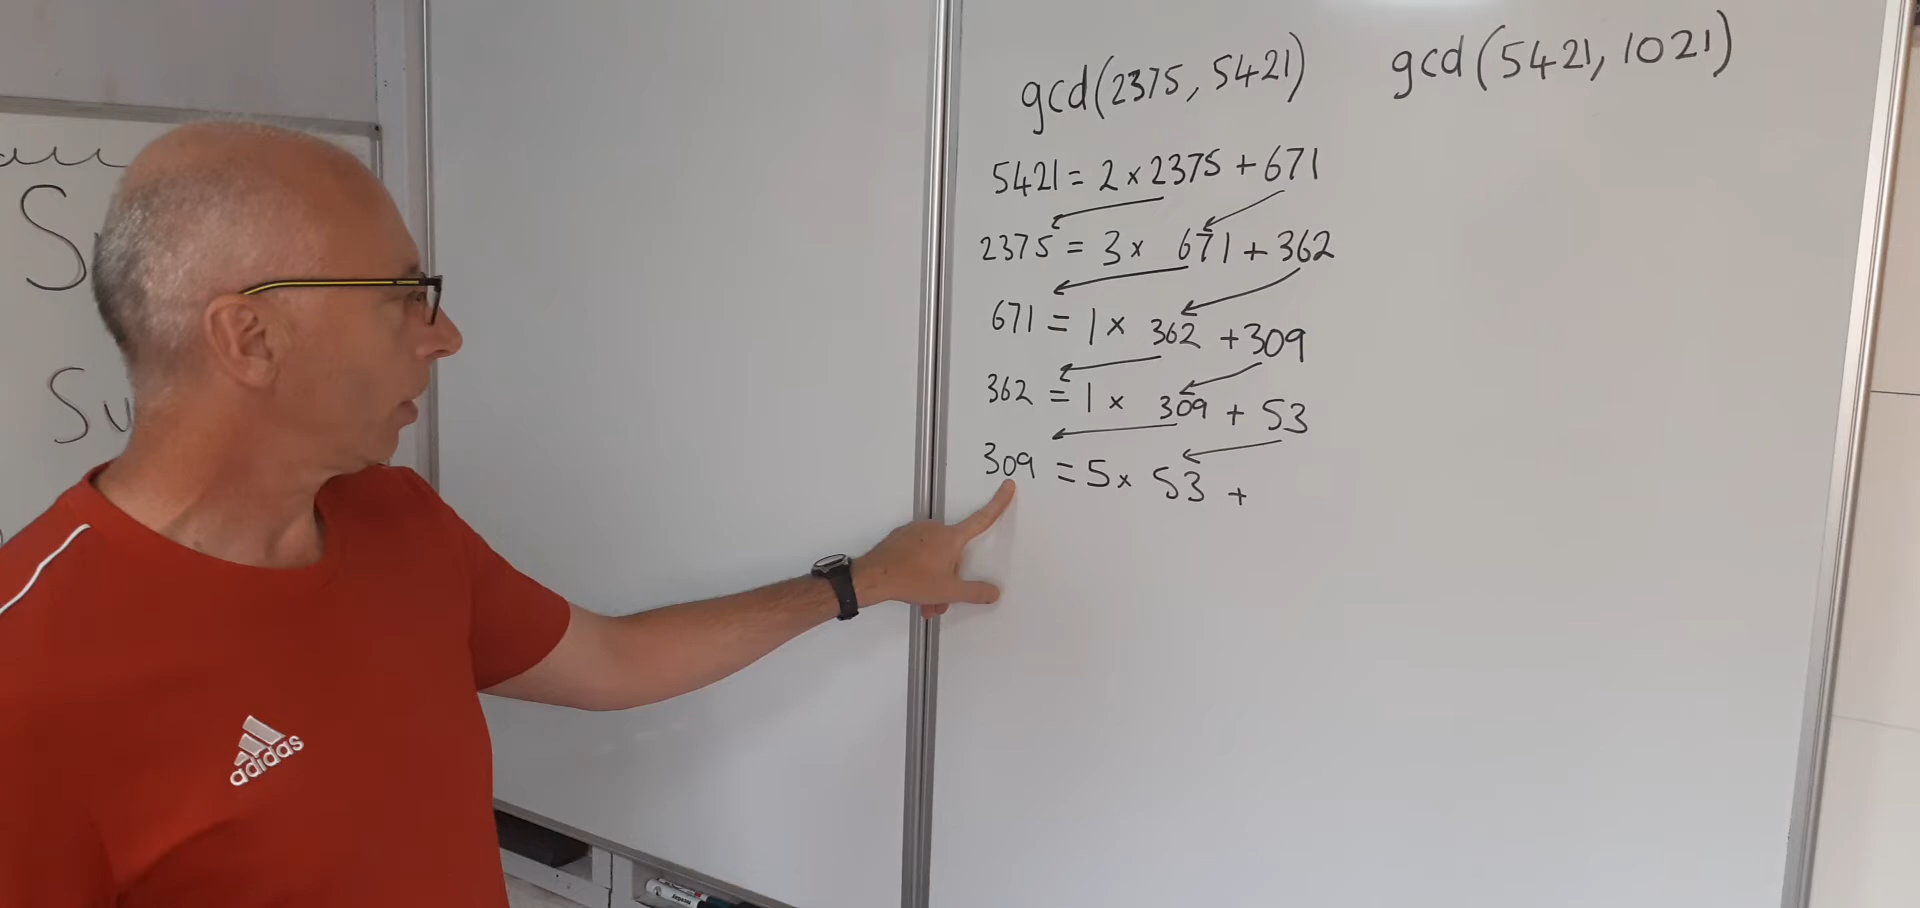 gcd(2375, 5421)
gcd(5421, 1021)
5421 = 2 × 2375 + 671
2375 = 3 × 671 + 362
671 = 1 × 362 + 309
362 = 1 × 309 + 53
309 = 5 × 53 +
S
Su
adidas